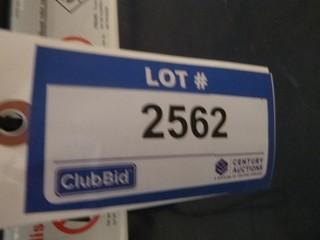 LOT #
2562
ClubBid
CENTURY
AUCTIONS